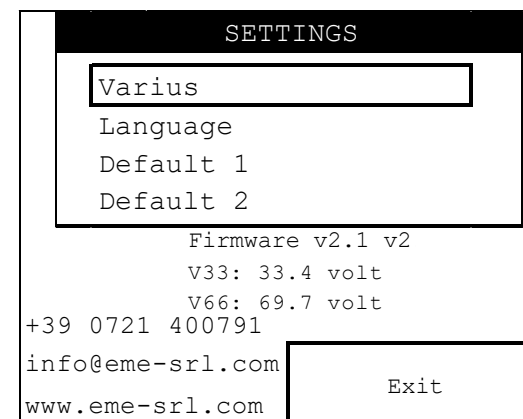 SETTINGS
Varius
Language
Default 1
Default 2
Firmware v2.1 v2
V33: 33.4 volt
V66: 69.7 volt
+39 0721 400791
info@eme-srl.com
www.eme-srl.com
Exit